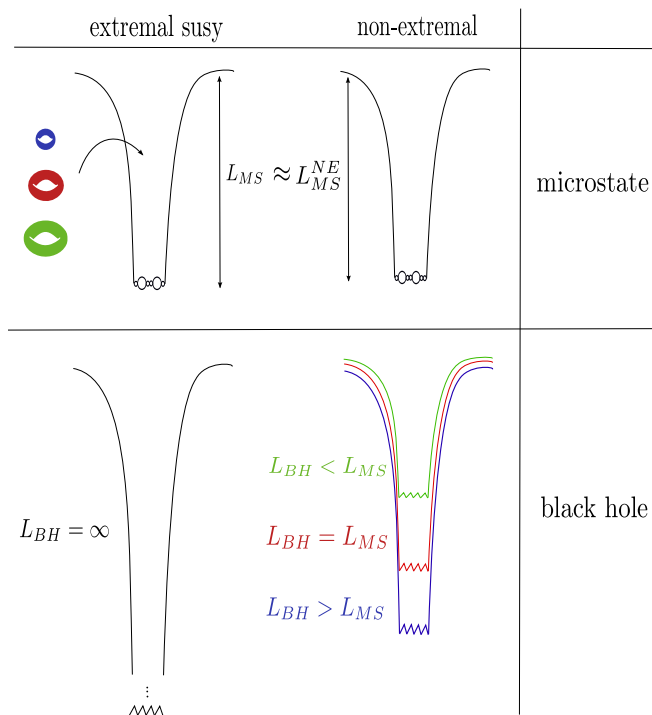 extremal susy
non-extremal
L_{MS} ≈ L_{MS}^{NE}
microstate
L_{BH} < L_{MS}
L_{BH} = ∞
L_{BH} = L_{MS}
black hole
L_{BH} > L_{MS}